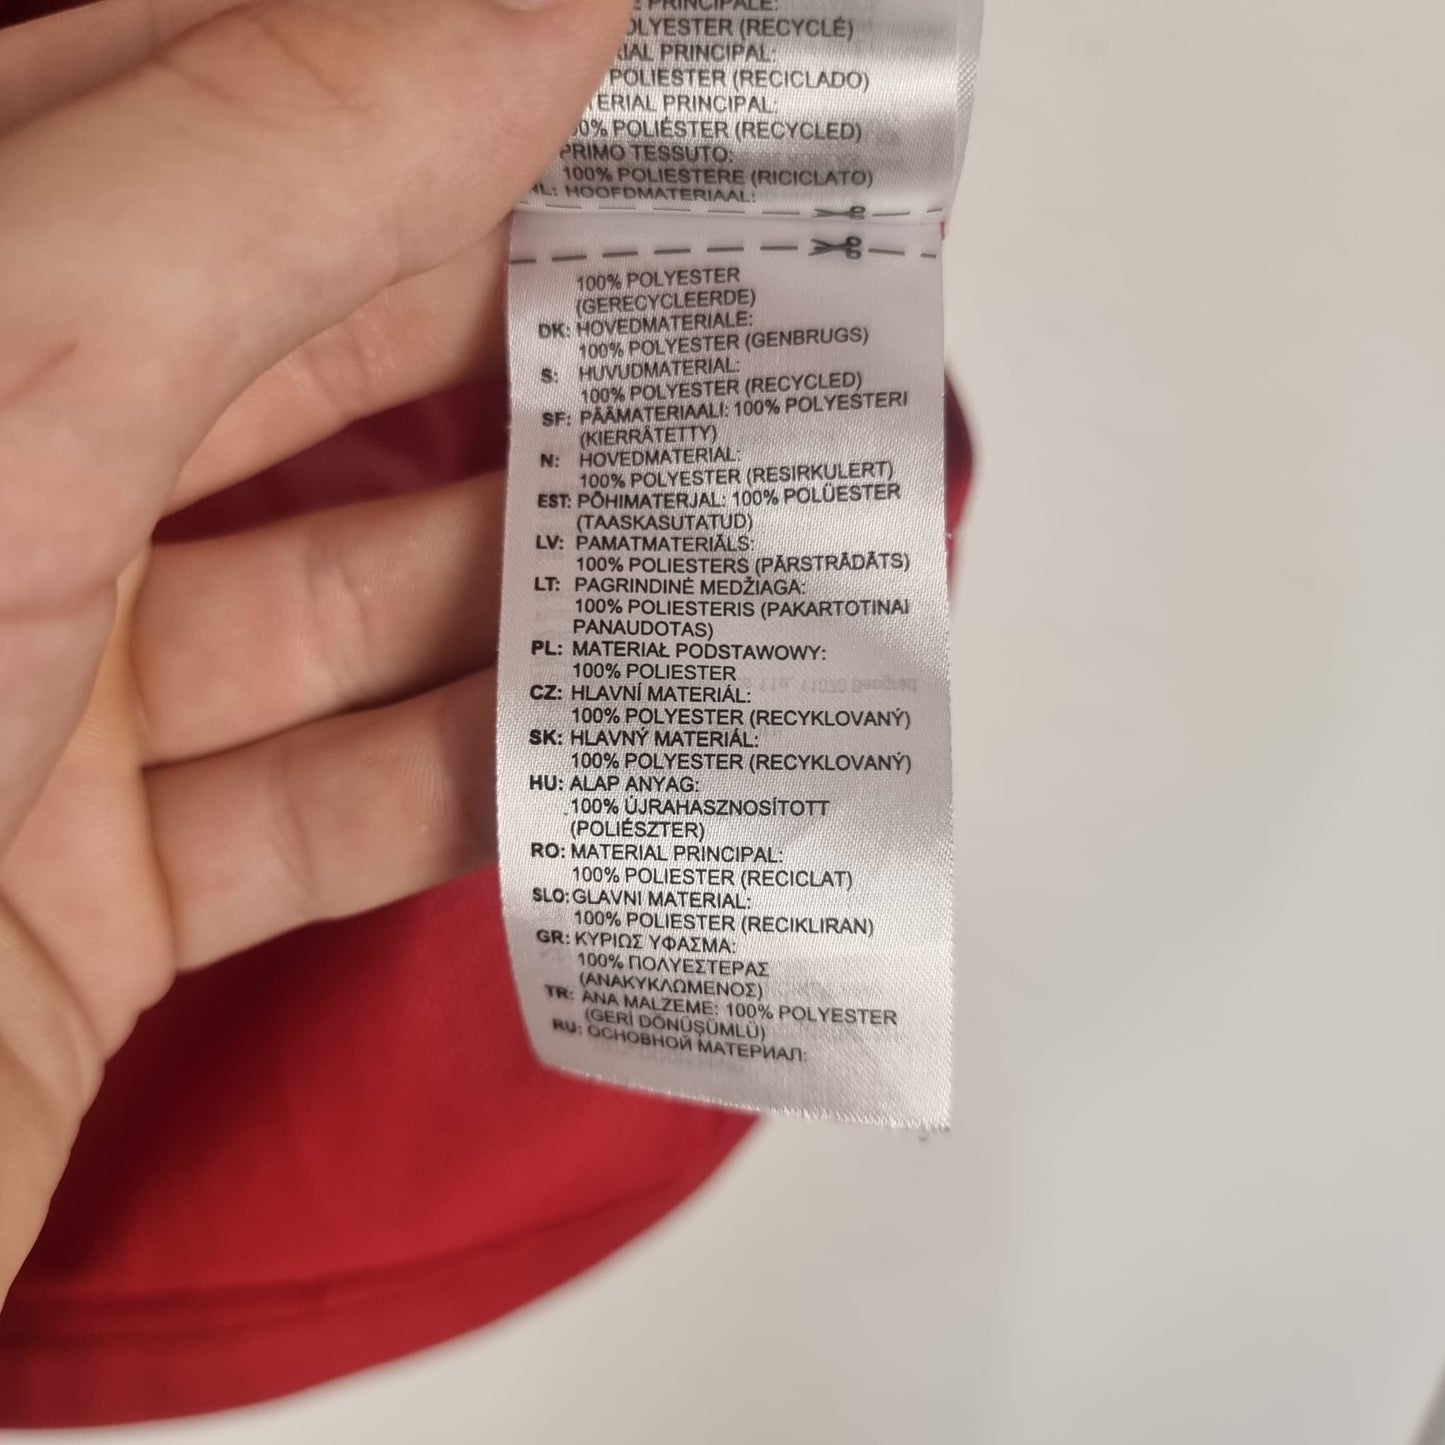 PRINCIPALE:
POLYESTER (RECYCLÉ)
PRINCIPAL:
POLIESTER (RECICLADO)
PRINCIPAL:
POLIÉSTER (RECYCLED)
PRIMO TESSUTO:
100% POLIESTERE (RICICLATO)
NL: HOOFDMATERIAAL:
100% POLYESTER
(GERECYCLEERDE)
DK: HOVEDMATERIALE:
100% POLYESTER (GENBRUGS)
S: HUVUDMATERIAL:
100% POLYESTER (RECYCLED)
SF: PÄÄMATERIAALI: 100% POLYESTERI
(KIERRÄTETTY)
N: HOVEDMATERIAL:
100% POLYESTER (RESIRKULERT)
EST: PÕHIMATERJAL: 100% POLÜESTER
(TAASKASUTATUD)
LV: PAMATMATERIĀLS:
100% POLIESTERS (PĀRSTRĀDĀTS)
LT: PAGRINDINĖ MEDŽIAGA:
100% POLIESTERIS (PAKARTOTINAI
PANAUDOTAS)
PL: MATERIAŁ PODSTAWOWY:
100% POLIESTER
CZ: HLAVNÍ MATERIÁL:
100% POLYESTER (RECYKLOVANÝ)
SK: HLAVNÝ MATERIÁL:
100% POLYESTER (RECYKLOVANÝ)
HU: ALAP ANYAG:
100% ÚJRAHASZNOSÍTOTT
(POLIÉSZTER)
RO: MATERIAL PRINCIPAL:
100% POLIESTER (RECICLAT)
SLO: GLAVNI MATERIAL:
100% POLIESTER (RECIKLIRAN)
GR: ΚΥΡΙΩΣ ΥΦΑΣΜΑ:
100% ΠΟΛΥΕΣΤΕΡΑΣ
(ΑΝΑΚΥΚΛΩΜΕΝΟΣ)
TR: ANA MALZEME: 100% POLYESTER
(GERİ DÖNÜŞÜMLÜ)
RU: ОСНОВНОЙ МАТЕРИАЛ: